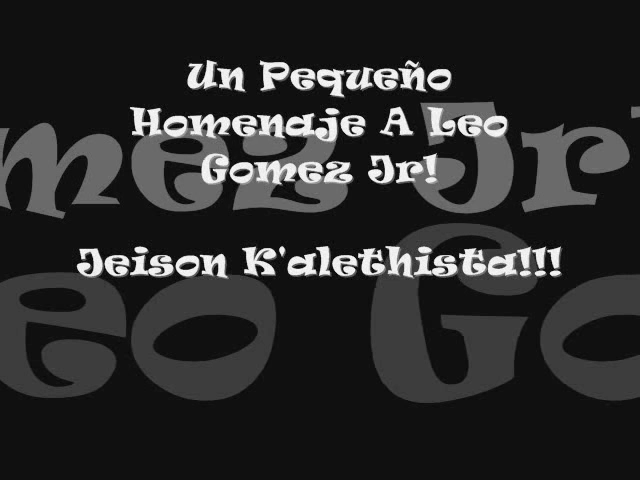 Un Pequeño
Homenaje A Leo
Gomez Jr!
Jeison K'alethista!!!
mez Jr
eo Go